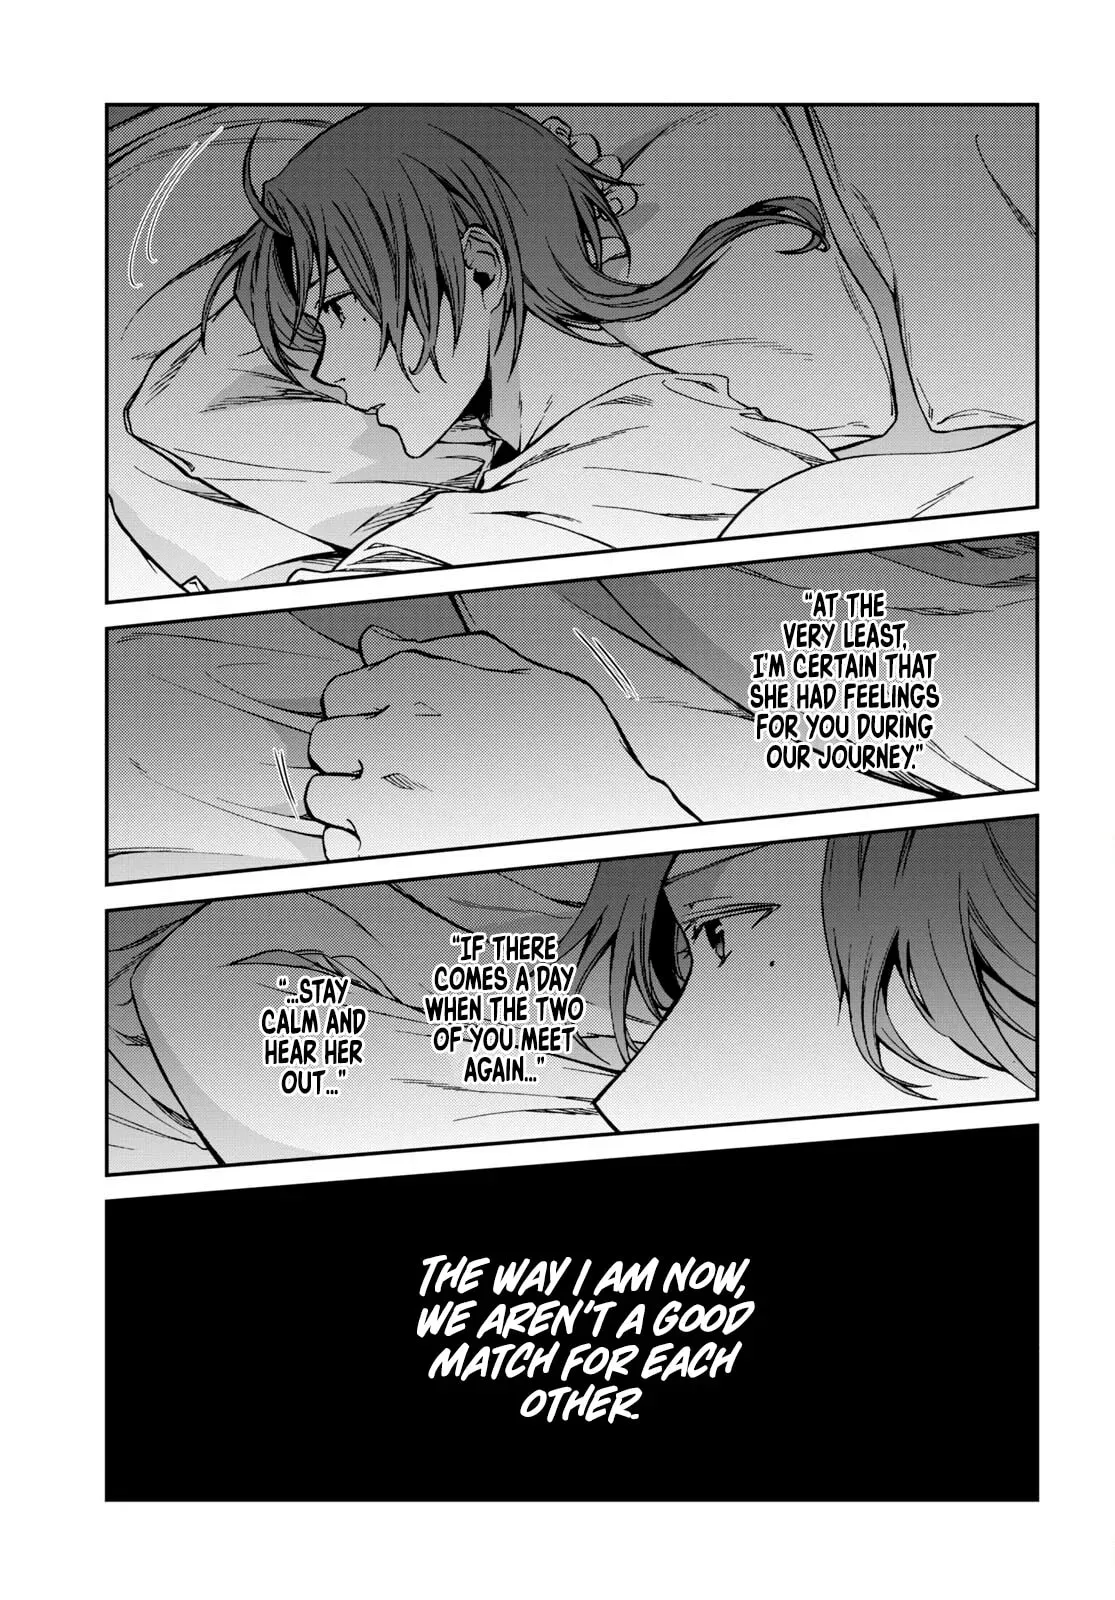 "AT THE
VERY LEAST,
I'M CERTAIN THAT
SHE HAD FEELINGS
FOR YOU DURING
OUR JOURNEY."
"IF THERE
COMES A DAY
WHEN THE TWO
OF YOU MEET
AGAIN..."
"...STAY
CALM AND
HEAR HER
OUT..."
THE WAY I AM NOW,
WE AREN'T A GOOD
MATCH FOR EACH
OTHER.